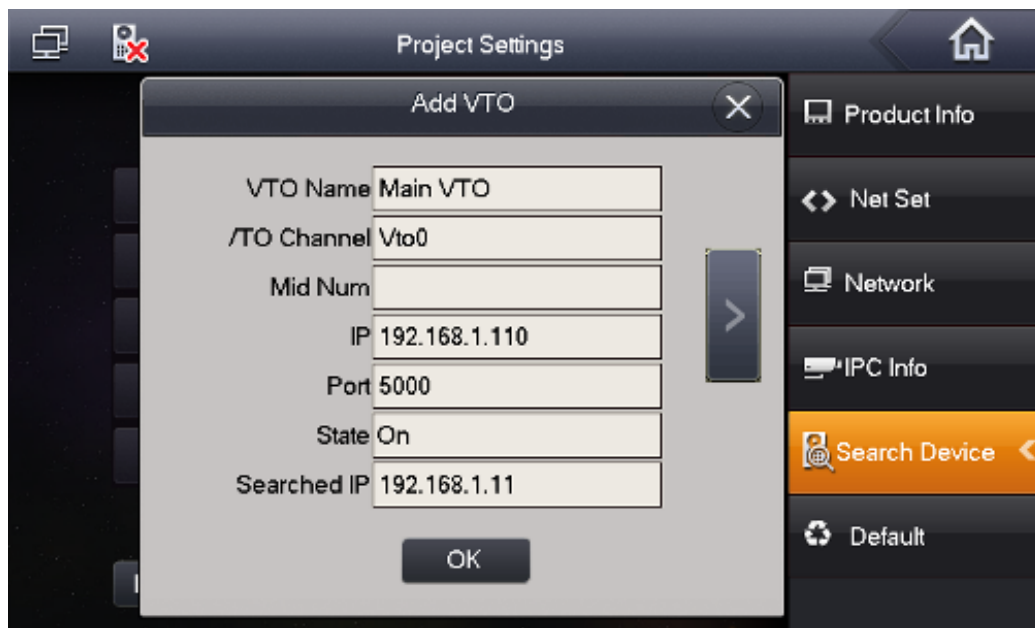 Project Settings
Add VTO
VTO Name Main VTO
/TO Channel Vto0
Mid Num
IP 192.168.1.110
Port 5000
State On
Searched IP 192.168.1.11
OK
Product Info
Net Set
Network
IPC Info
Search Device
Default